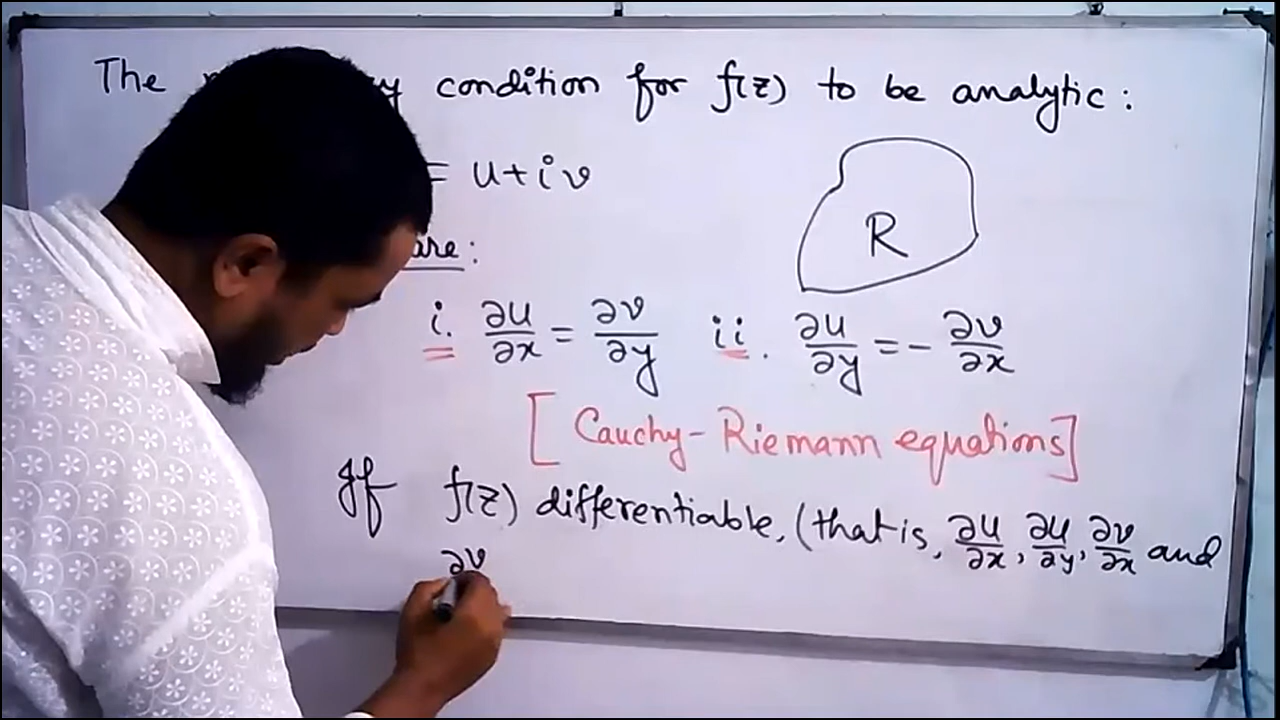 The condition for f(z) to be analytic:
= u+iv
R
are:
i. ∂u/∂x = ∂v/∂y ii. ∂u/∂y = - ∂v/∂x
[Cauchy-Riemann equations]
If f(z) differentiable, (that is, ∂u/∂x, ∂u/∂y, ∂v/∂x and
∂v